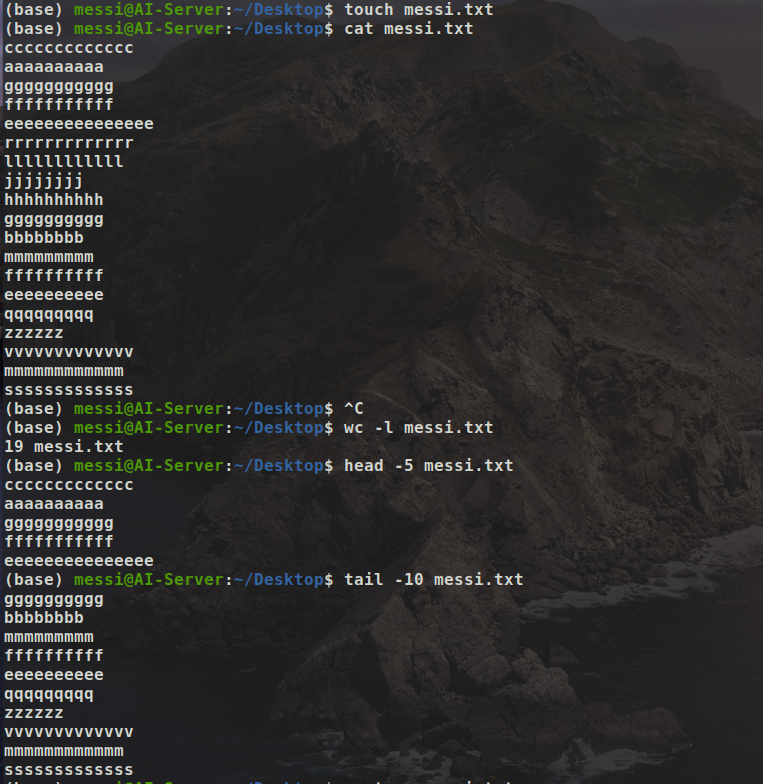 (base) messi@AI-Server:~/Desktop$ touch messi.txt
(base) messi@AI-Server:~/Desktop$ cat messi.txt
ccccccccccccc
aaaaaaaaaa
ggggggggggg
fffffffffff
eeeeeeeeeeeeeee
rrrrrrrrrrrrr
llllllllllll
jjjjjjjj
hhhhhhhhhh
gggggggggg
bbbbbbbb
mmmmmmmmm
ffffffffff
eeeeeeeeee
qqqqqqqqq
zzzzzz
vvvvvvvvvvvvv
mmmmmmmmmmmm
sssssssssssss
(base) messi@AI-Server:~/Desktop$ ^C
(base) messi@AI-Server:~/Desktop$ wc -l messi.txt
19 messi.txt
(base) messi@AI-Server:~/Desktop$ head -5 messi.txt
ccccccccccccc
aaaaaaaaaa
ggggggggggg
fffffffffff
eeeeeeeeeeeeeee
(base) messi@AI-Server:~/Desktop$ tail -10 messi.txt
gggggggggg
bbbbbbbb
mmmmmmmmm
ffffffffff
eeeeeeeeee
qqqqqqqqq
zzzzzz
vvvvvvvvvvvvv
mmmmmmmmmmmm
sssssssssssss